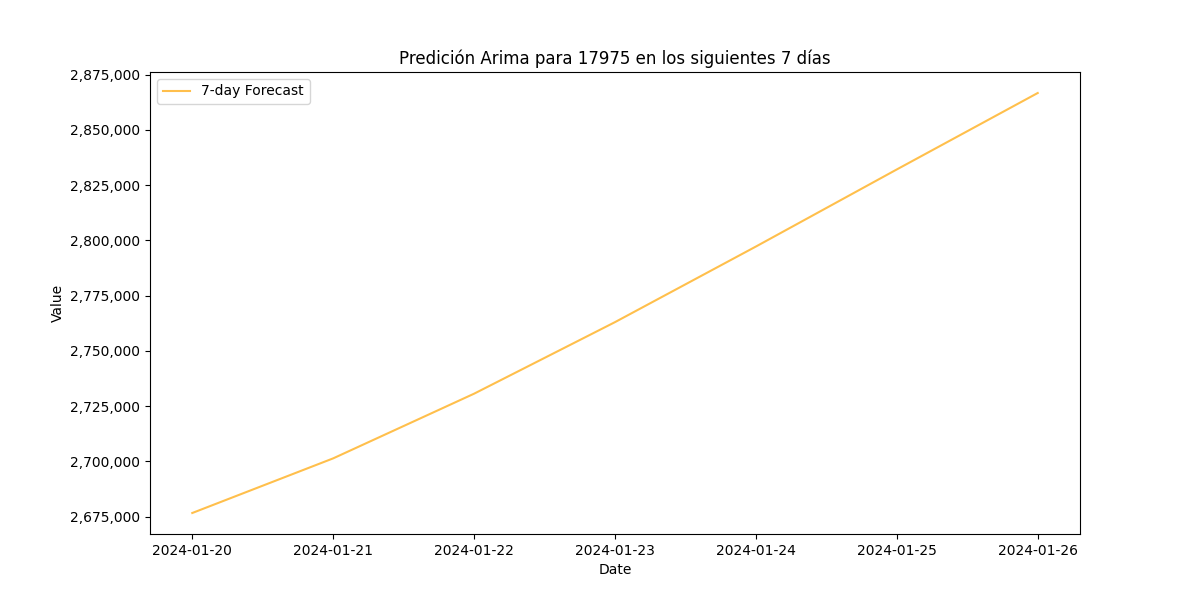 Predición Arima para 17975 en los siguientes 7 días
7-day Forecast
Value
2,875,000
2,850,000
2,825,000
2,800,000
2,775,000
2,750,000
2,725,000
2,700,000
2,675,000
2024-01-20 2024-01-21 2024-01-22 2024-01-23 2024-01-24 2024-01-25 2024-01-26
Date